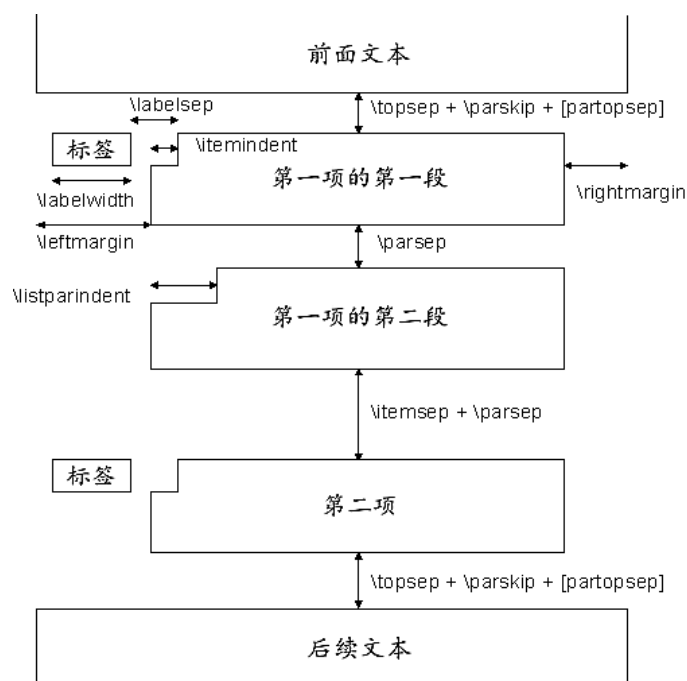 前面文本
\labelsep
\topsep + \parskip + [partopsep]
标签
\itemindent
第一项的第一段
\labelwidth
\rightmargin
\leftmargin
\parsep
\listparindent
第一项的第二段
\itemsep + \parsep
标签
第二项
\topsep + \parskip + [partopsep]
后续文本